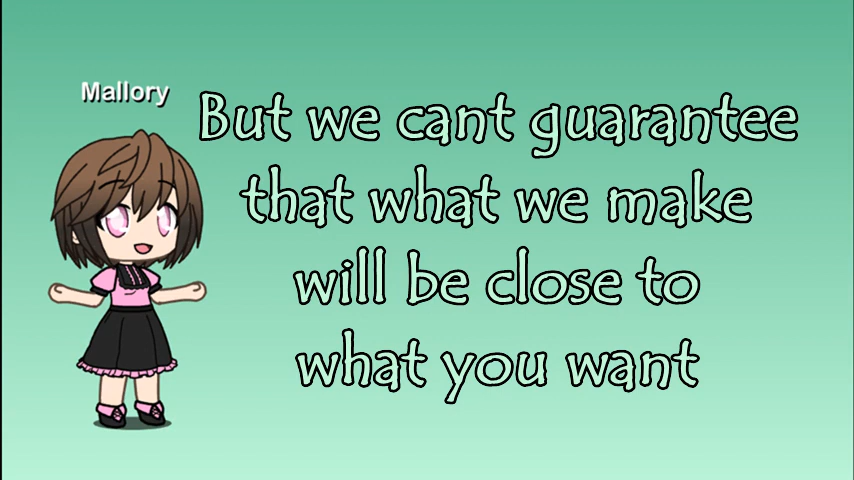 Mallory
But we cant guarantee
that what we make
will be close to
what you want